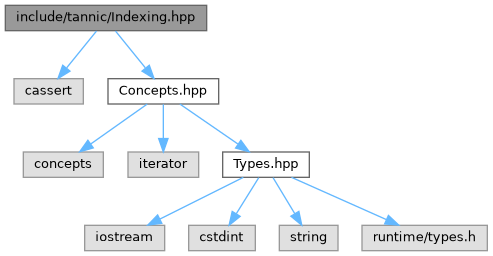 include/tannic/Indexing.hpp
cassert
Concepts.hpp
concepts
iterator
Types.hpp
iostream
cstdint
string
runtime/types.h